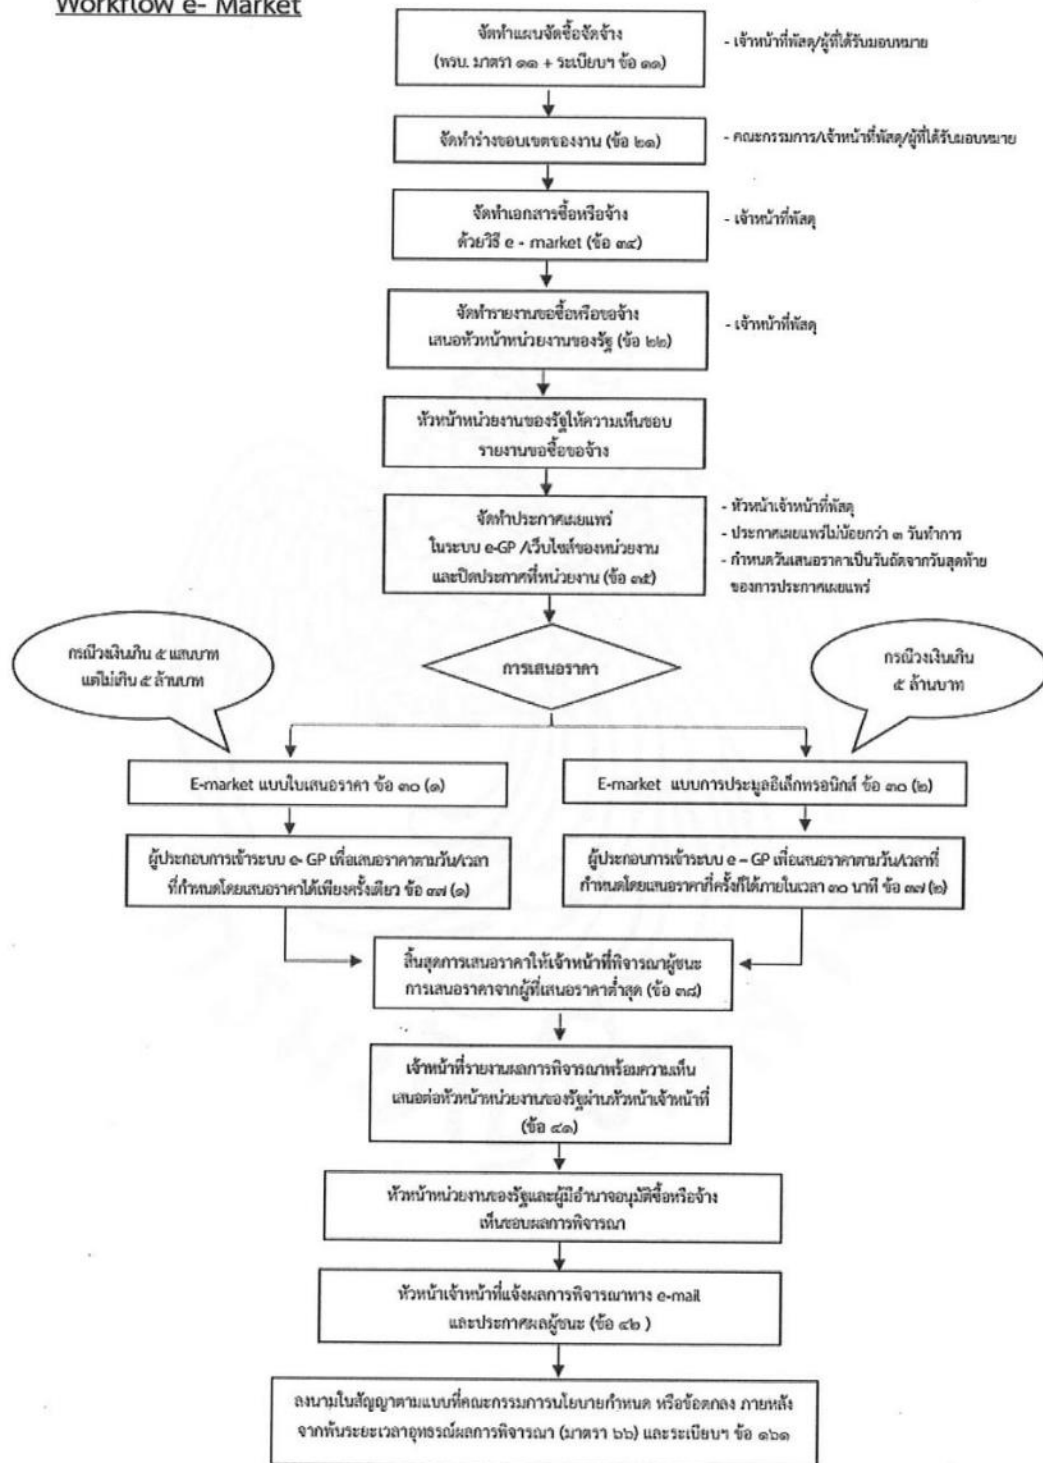 Workflow e- Market
จัดทำแผนจัดซื้อจัดจ้าง
(พรบ. มาตรา ๑๑ + ระเบียบฯ ข้อ ๑๑)
- เจ้าหน้าที่พัสดุ/ผู้ที่ได้รับมอบหมาย
จัดทำร่างขอบเขตของงาน (ข้อ ๒๑)
- คณะกรรมการ/เจ้าหน้าที่พัสดุ/ผู้ที่ได้รับมอบหมาย
จัดทำเอกสารซื้อหรือจ้าง
ด้วยวิธี e - market (ข้อ ๓๔)
- เจ้าหน้าที่พัสดุ
จัดทำรายงานขอซื้อหรือขอจ้าง
เสนอหัวหน้าหน่วยงานของรัฐ (ข้อ ๒๒)
- เจ้าหน้าที่พัสดุ
หัวหน้าหน่วยงานของรัฐให้ความเห็นชอบ
รายงานขอซื้อขอจ้าง
จัดทำประกาศเผยแพร่
ในระบบ e-GP /เว็บไซต์ของหน่วยงาน
และปิดประกาศที่หน่วยงาน (ข้อ ๓๕)
- หัวหน้าเจ้าหน้าที่พัสดุ
- ประกาศเผยแพร่ไม่น้อยกว่า ๓ วันทำการ
- กำหนดวันเสนอราคาเป็นวันถัดจากวันสุดท้าย
ของการประกาศเผยแพร่
กรณีวงเงินเกิน ๕ แสนบาท
แต่ไม่เกิน ๕ ล้านบาท
การเสนอราคา
กรณีวงเงินเกิน
๕ ล้านบาท
E-market แบบใบเสนอราคา ข้อ ๓๐ (๑)
E-market แบบการประมูลอิเล็กทรอนิกส์ ข้อ ๓๐ (๒)
ผู้ประกอบการเข้าระบบ e- GP เพื่อเสนอราคาตามวัน/เวลา
ที่กำหนดโดยเสนอราคาได้เพียงครั้งเดียว ข้อ ๓๗ (๑)
ผู้ประกอบการเข้าระบบ e – GP เพื่อเสนอราคาตามวัน/เวลาที่
กำหนดโดยเสนอราคากี่ครั้งก็ได้ภายในเวลา ๓๐ นาที ข้อ ๓๗ (๒)
สิ้นสุดการเสนอราคาให้เจ้าหน้าที่พิจารณาผู้ชนะ
การเสนอราคาจากผู้ที่เสนอราคาต่ำสุด (ข้อ ๓๘)
เจ้าหน้าที่รายงานผลการพิจารณาพร้อมความเห็น
เสนอต่อหัวหน้าหน่วยงานของรัฐผ่านหัวหน้าเจ้าหน้าที่
(ข้อ ๔๑)
หัวหน้าหน่วยงานของรัฐและผู้มีอำนาจอนุมัติซื้อหรือจ้าง
เห็นชอบผลการพิจารณา
หัวหน้าเจ้าหน้าที่แจ้งผลการพิจารณาทาง e-mail
และประกาศผลผู้ชนะ (ข้อ ๔๒ )
ลงนามในสัญญาตามแบบที่คณะกรรมการนโยบายกำหนด หรือข้อตกลง ภายหลัง
จากพ้นระยะเวลาอุทธรณ์ผลการพิจารณา (มาตรา ๖๖) และระเบียบฯ ข้อ ๑๖๑